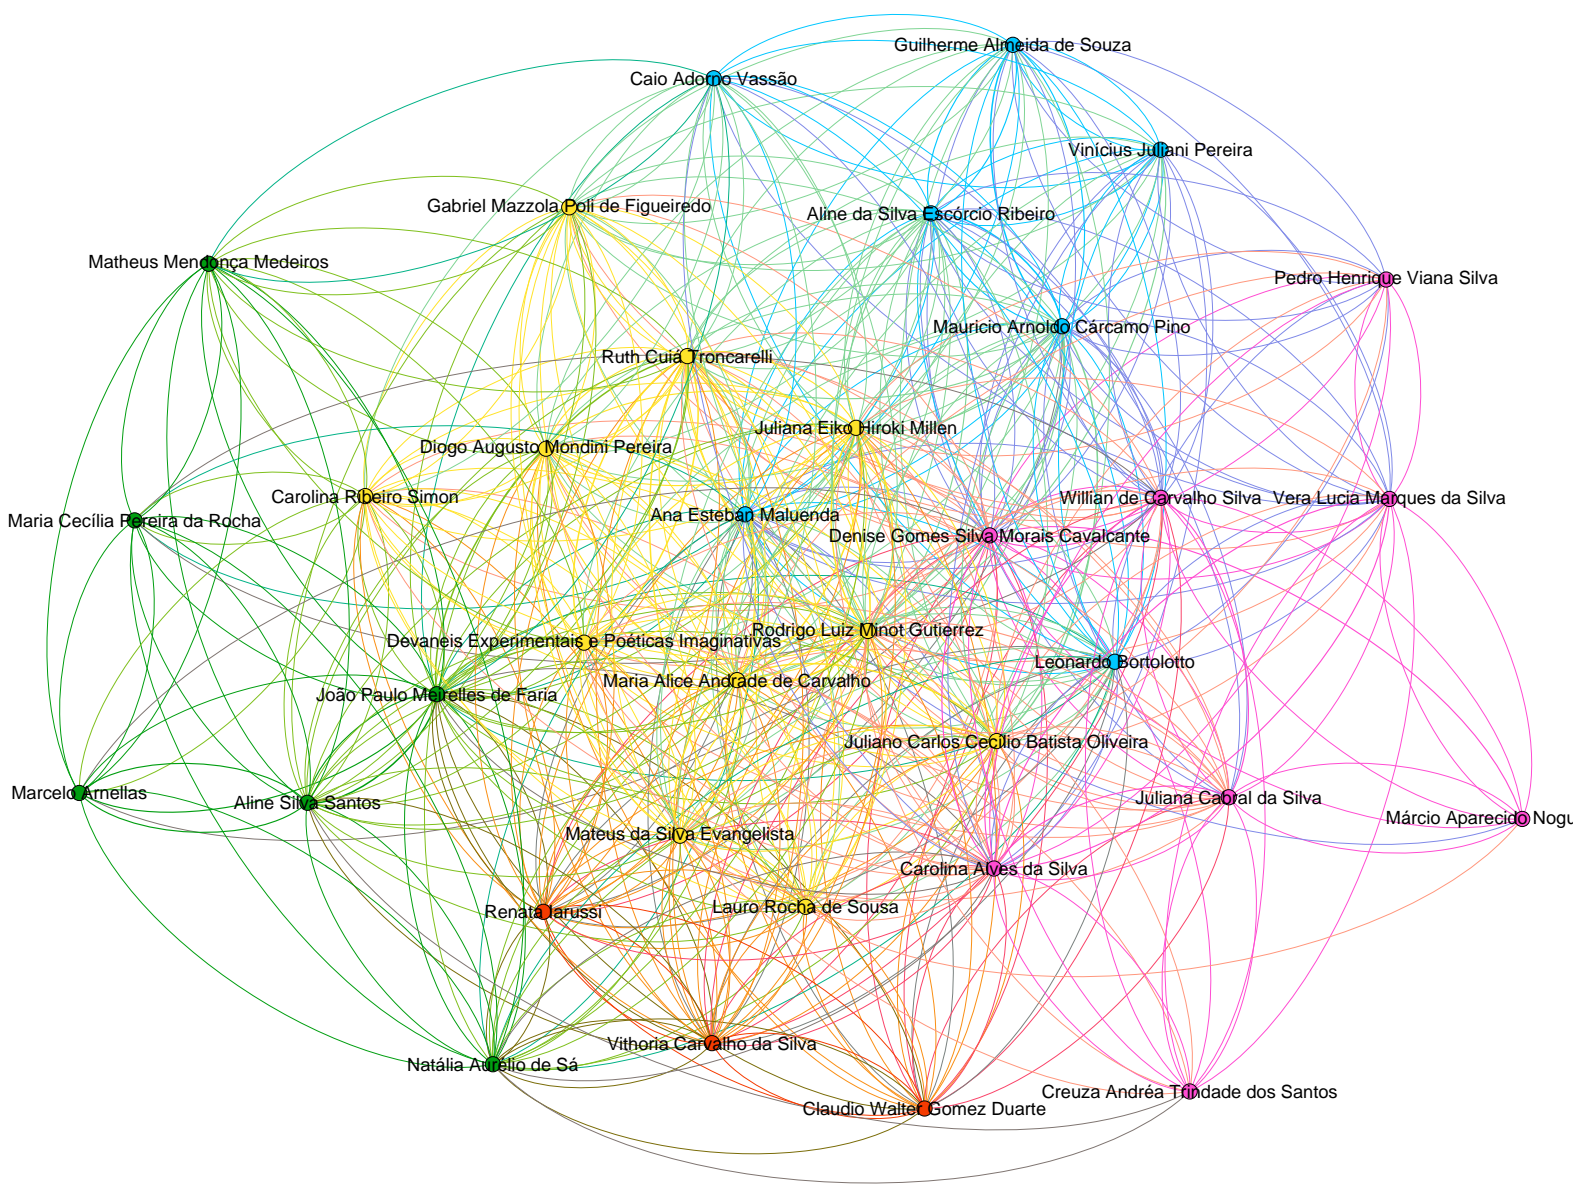 Guilherme Almeida de Souza
Caio Adorno Vassão
Vinícius Juliani Pereira
Gabriel Mazzola Poli de Figueiredo
Aline da Silva Escórcio Ribeiro
Matheus Mendonça Medeiros
Pedro Henrique Viana Silva
Mauricio Arnoldo Cárcamo Pino
Ruth Cuiá Troncarelli
Juliana Eiko Hiroki Millen
Diogo Augusto Mondini Pereira
Carolina Ribeiro Simon
Willian de Carvalho Silva
Vera Lucia Marques da Silva
Maria Cecília Pereira da Rocha
Ana Esteban Maluenda
Denise Gomes Silva Morais Cavalcante
Devaneis Experimentais e Poéticas Imaginativas
Rodrigo Luiz Minot Gutierrez
Leonardo Bortolotto
Maria Alice Andrade de Carvalho
João Paulo Meirelles de Faria
Juliano Carlos Cecílio Batista Oliveira
Marcelo Arnellas
Aline Silva Santos
Juliana Cabral da Silva
Márcio Aparecido Nogu
Mateus da Silva Evangelista
Carolina Alves da Silva
Renata Iarussi
Lauro Rocha de Sousa
Vithoria Carvalho da Silva
Natália Aurélio de Sá
Creuza Andréa Trindade dos Santos
Claudio Walter Gomez Duarte